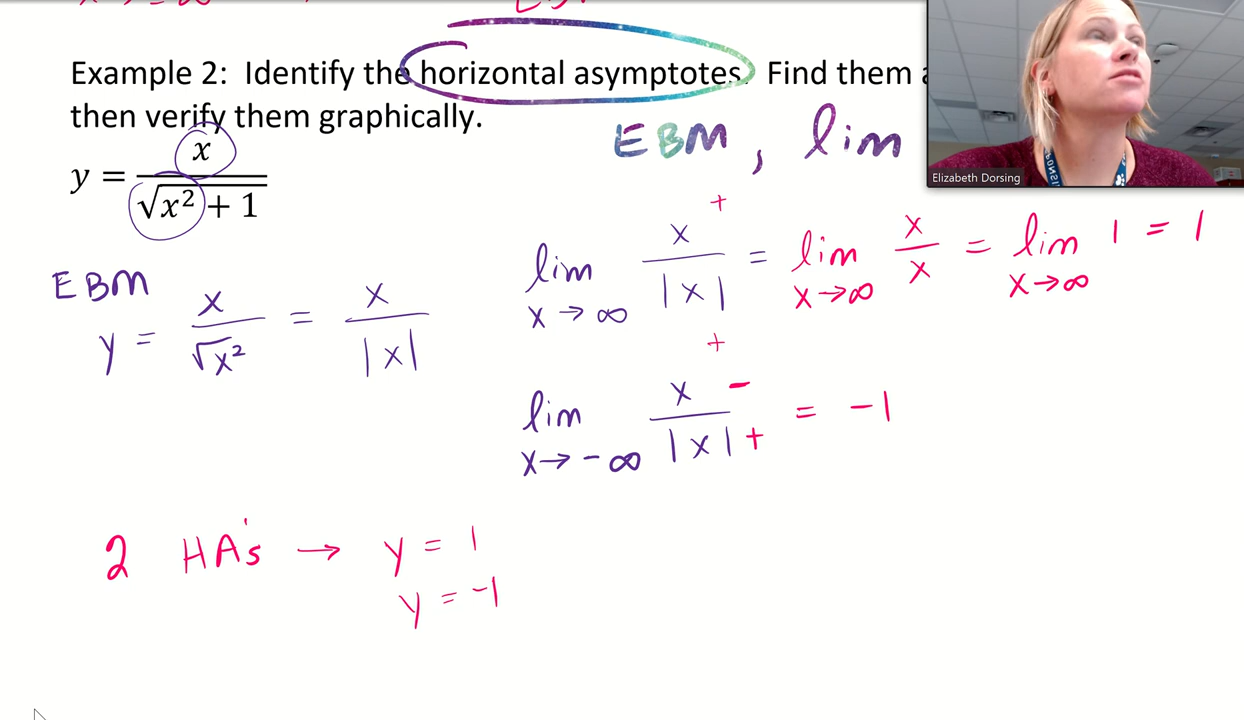 Example 2: Identify the horizontal asymptotes. Find them
then verify them graphically.
EBM, lim
y = x / √x² + 1
Elizabeth Dorsing
EBM
y = x / √x² = x / |x|
lim x→∞ x + / |x| + = lim x→∞ x / x = lim x→∞ 1 = 1
lim x→-∞ x - / |x| + = -1
2 HA's → y = 1
y = -1